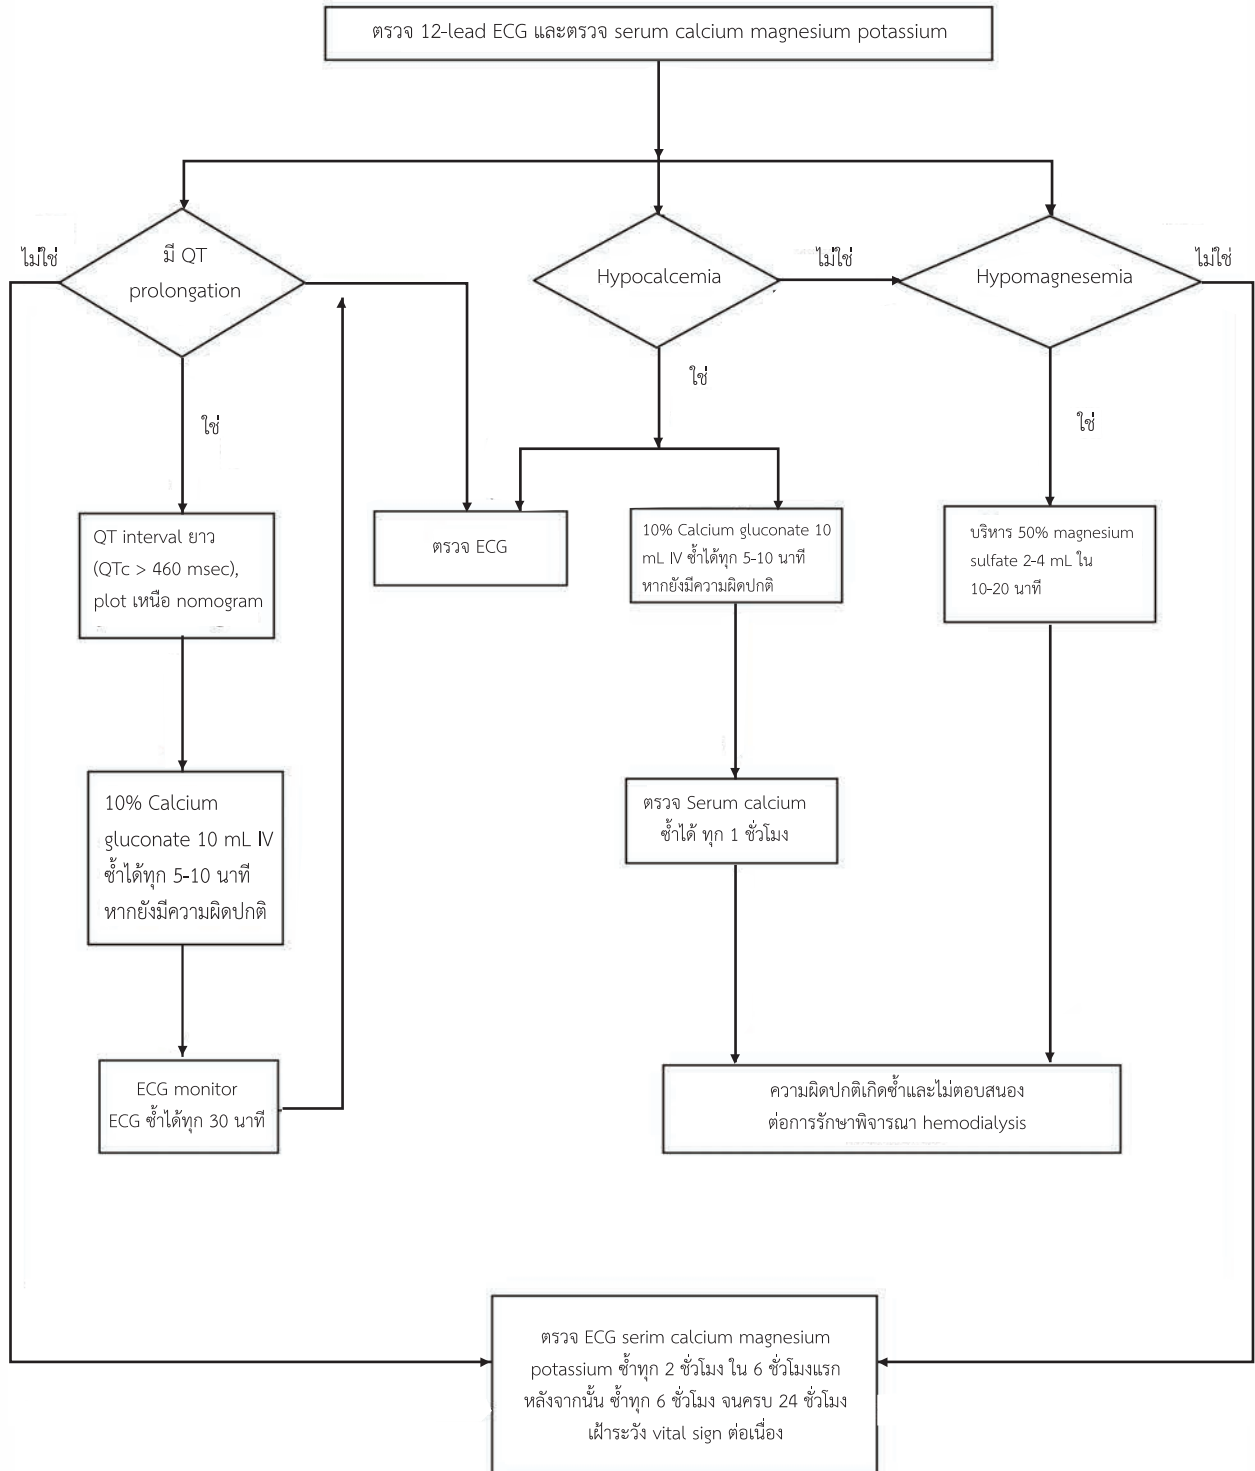 ตรวจ 12-lead ECG และตรวจ serum calcium magnesium potassium
ไม่ใช่
มี QT
prolongation
Hypocalcemia
ไม่ใช่
Hypomagnesemia
ไม่ใช่
ใช่
ใช่
ใช่
QT interval ยาว
(QTc > 460 msec),
plot เหนือ nomogram
ตรวจ ECG
10% Calcium gluconate 10
mL IV ซ้ำได้ทุก 5-10 นาที
หากยังมีความผิดปกติ
บริหาร 50% magnesium
sulfate 2-4 mL ใน
10-20 นาที
10% Calcium
gluconate 10 mL IV
ซ้ำได้ทุก 5-10 นาที
หากยังมีความผิดปกติ
ตรวจ Serum calcium
ซ้ำได้ ทุก 1 ชั่วโมง
ECG monitor
ECG ซ้ำได้ทุก 30 นาที
ความผิดปกติเกิดซ้ำและไม่ตอบสนอง
ต่อการรักษาพิจารณา hemodialysis
ตรวจ ECG serim calcium magnesium
potassium ซ้ำทุก 2 ชั่วโมง ใน 6 ชั่วโมงแรก
หลังจากนั้น ซ้ำทุก 6 ชั่วโมง จนครบ 24 ชั่วโมง
เฝ้าระวัง vital sign ต่อเนื่อง